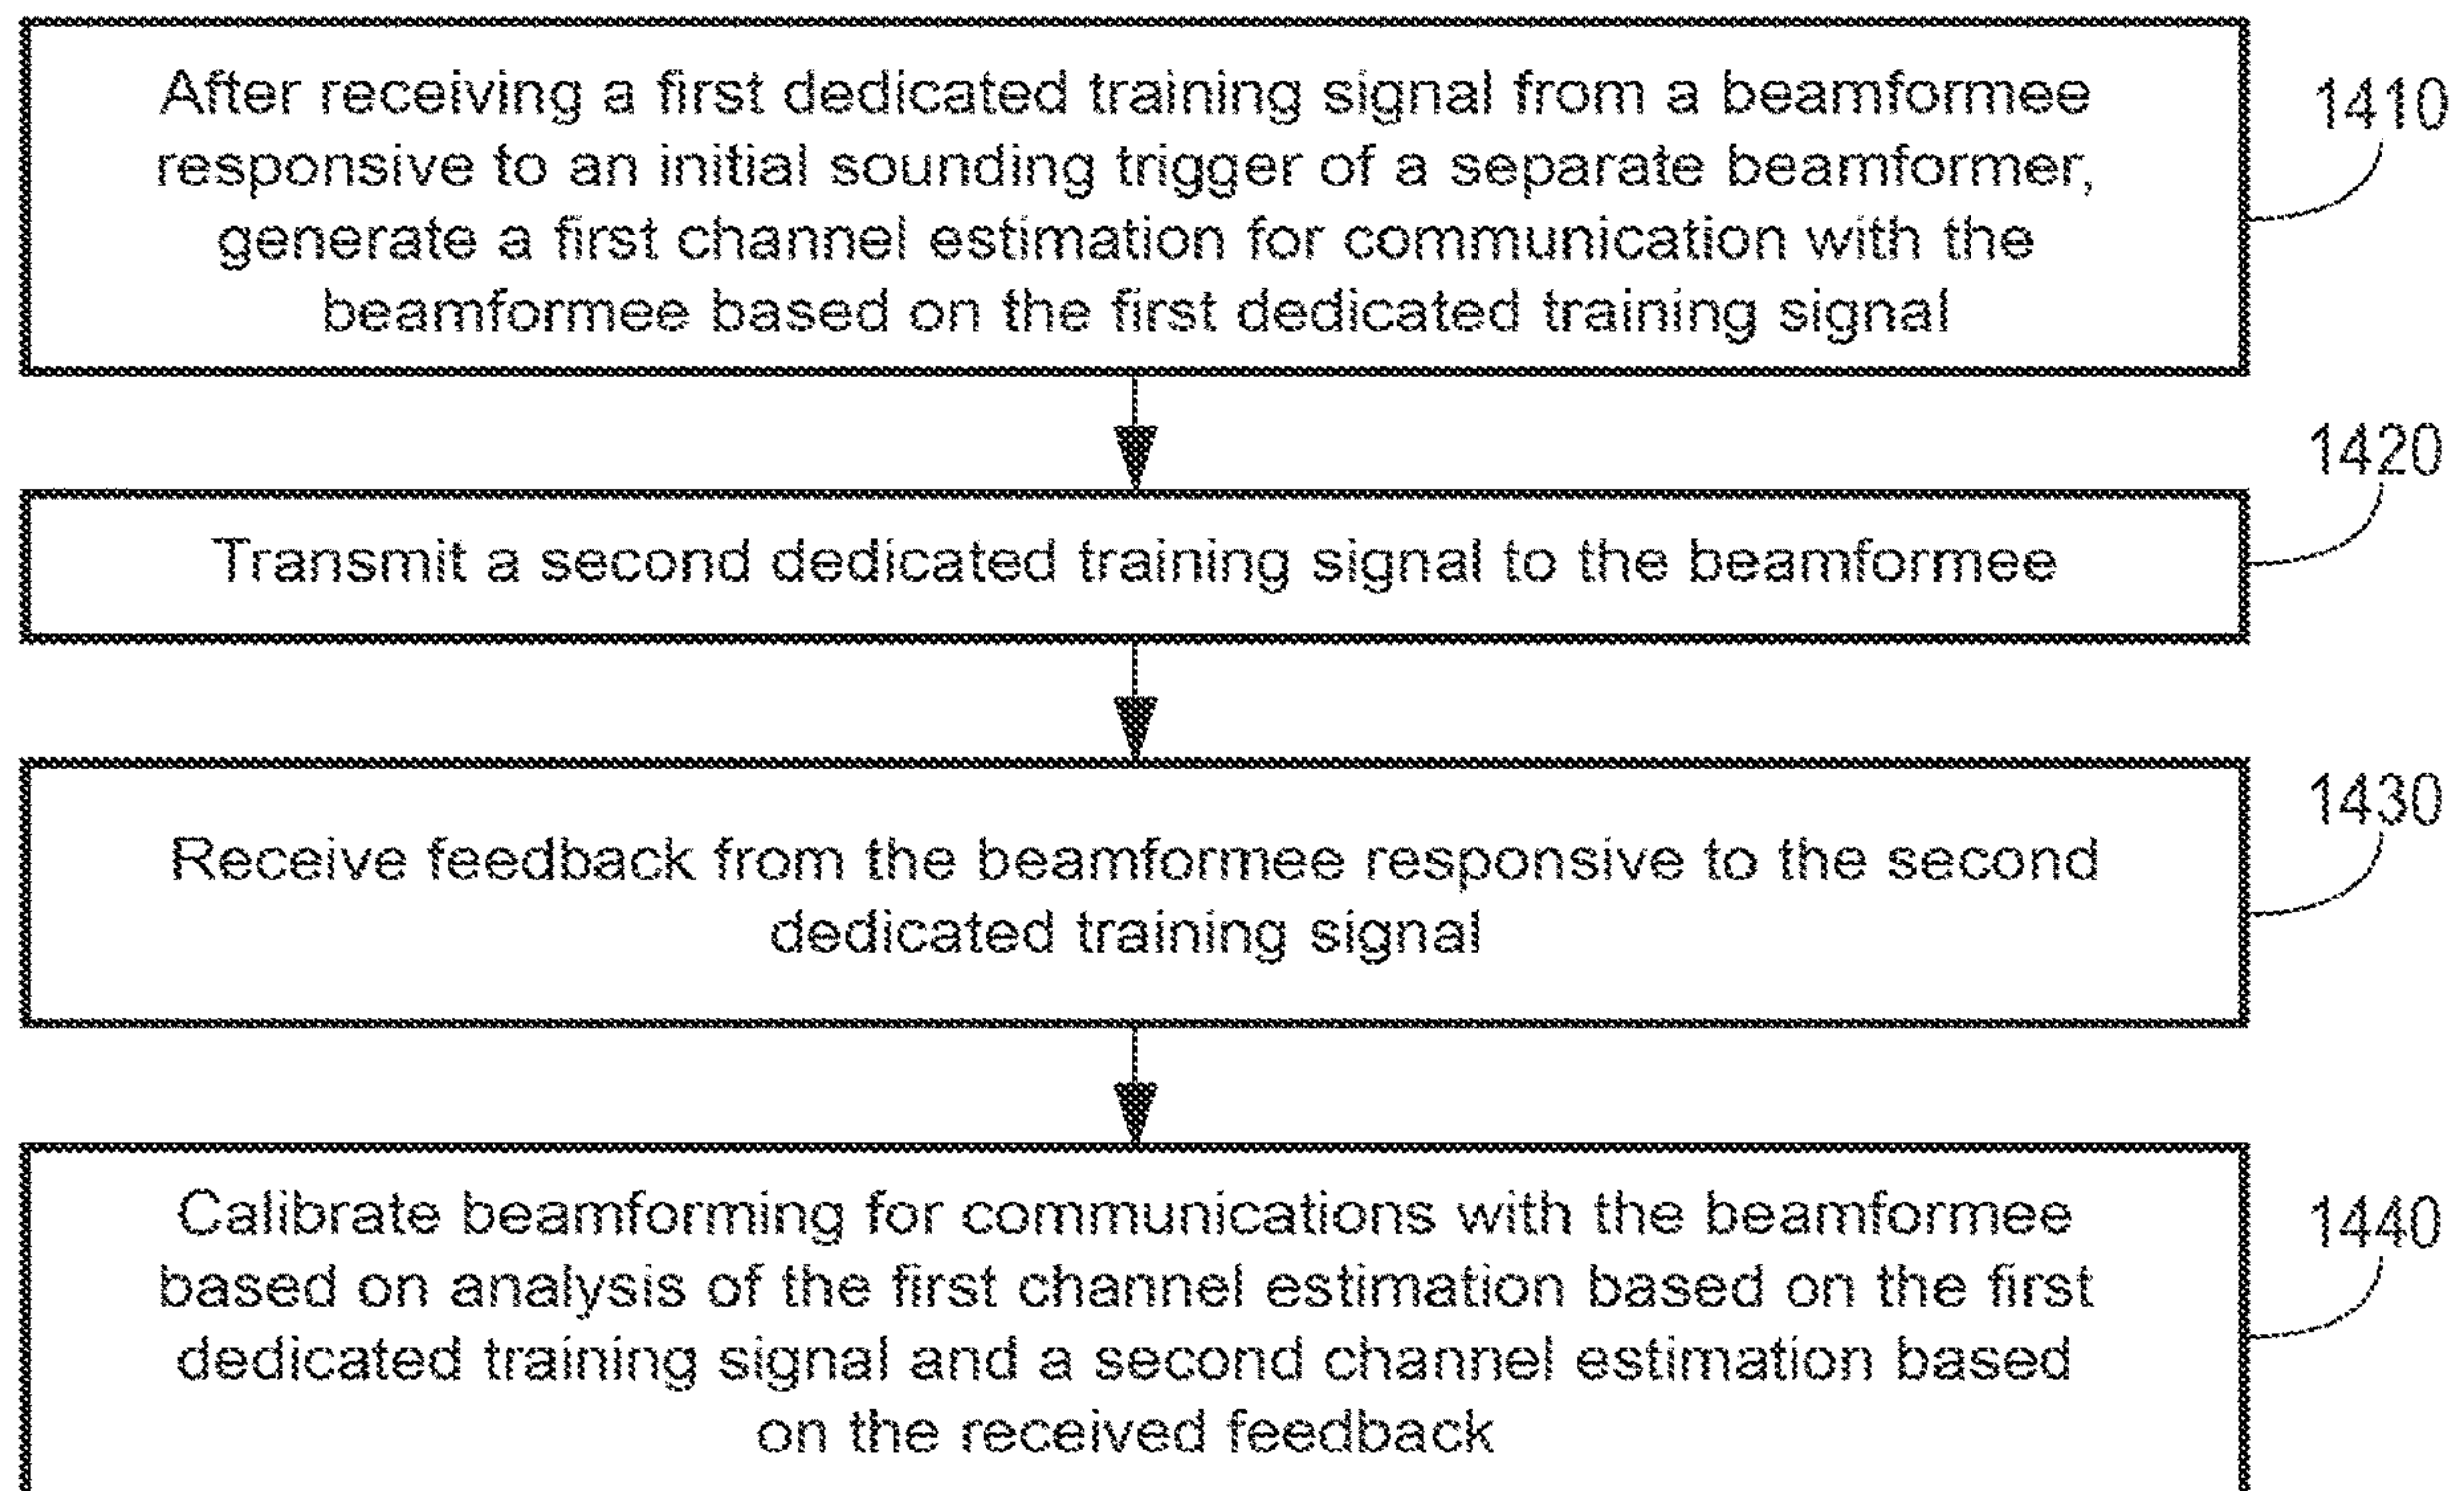 After receiving a first dedicated training signal from a beamformee
responsive to an initial sounding trigger of a separate beamformer,
generate a first channel estimation for communication with the
beamformee based on the first dedicated training signal
1410
Transmit a second dedicated training signal to the beamformee
1420
Receive feedback from the beamformee responsive to the second
dedicated training signal
1430
Calibrate beamforming for communications with the beamformee
based on analysis of the first channel estimation based on the first
dedicated training signal and a second channel estimation based
on the received feedback
1440